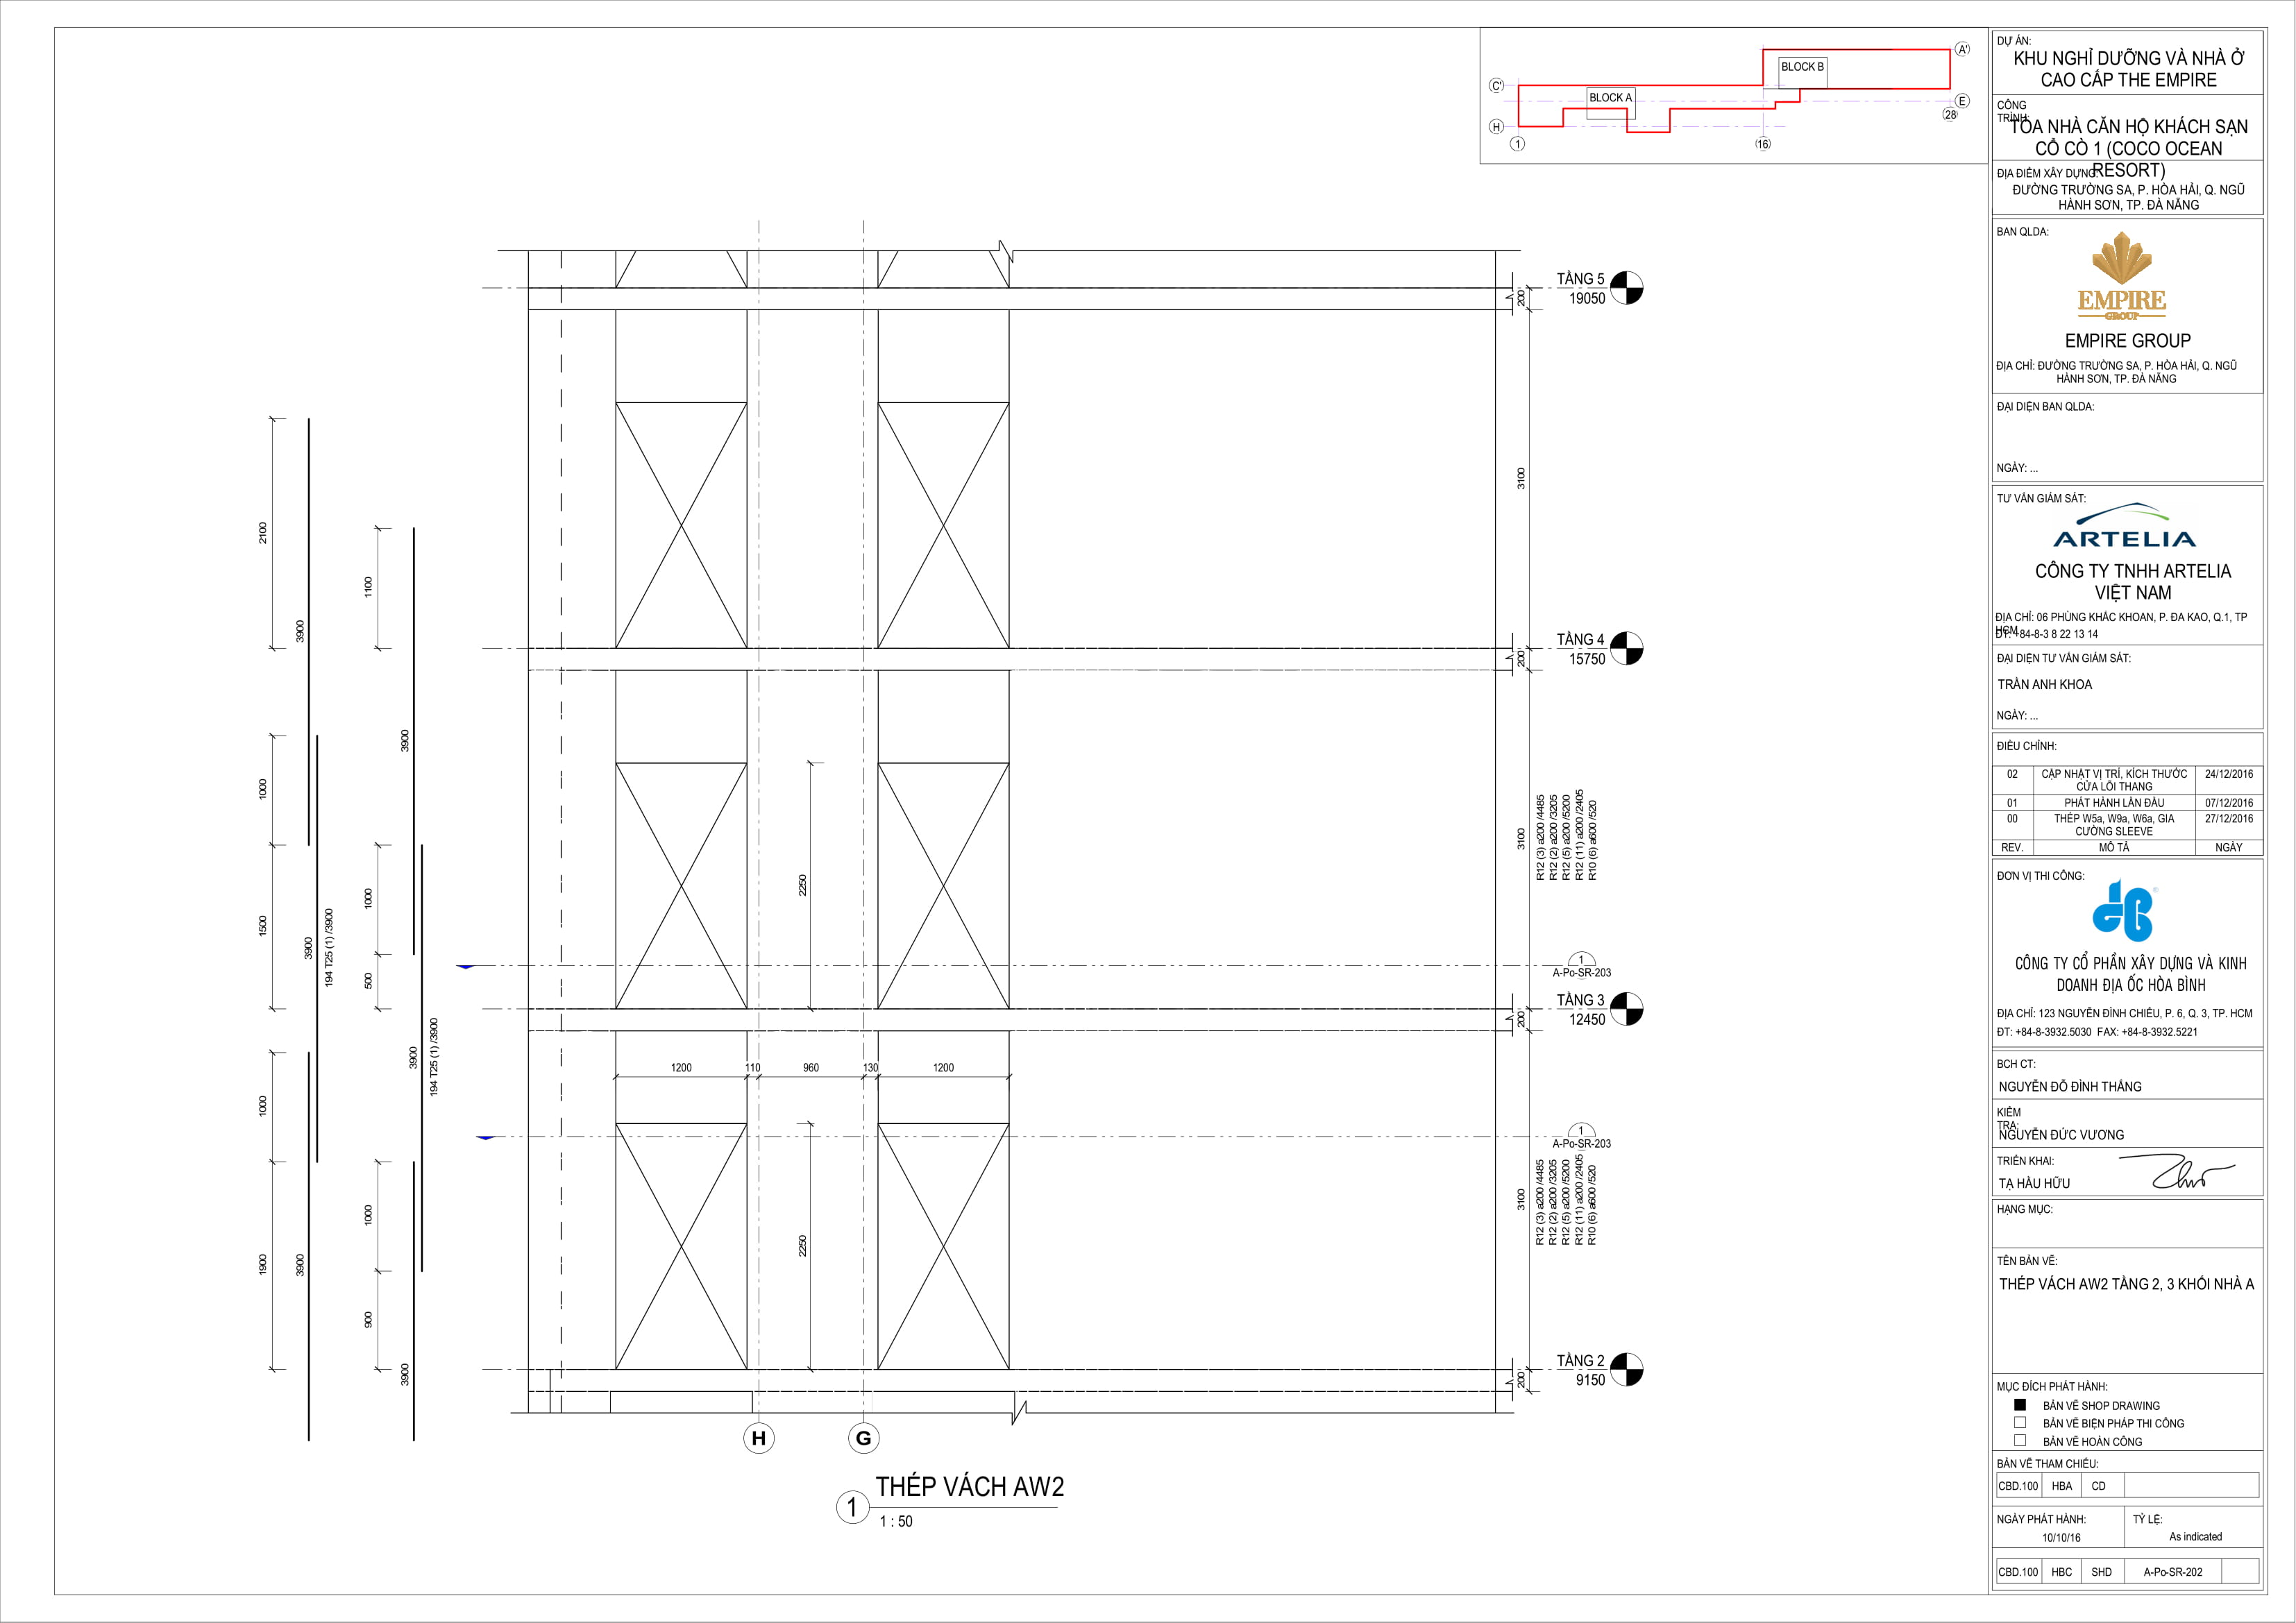 C'
H
1
BLOCK A
BLOCK B
(16)
A'
E
(28)
TẦNG 5
19050
200
3100
TẦNG 4
15750
200
3100
R12 (3) a200 /4485
R12 (2) a200 /3205
R12 (5) a200 /5200
R12 (11) a200 /2405
R10 (6) a600 /520
1
A-Po-SR-203
TẦNG 3
12450
200
3100
1
A-Po-SR-203
R12 (3) a200 /4485
R12 (2) a200 /3205
R12 (5) a200 /5200
R12 (11) a200 /2405
R10 (6) a600 /520
TẦNG 2
9150
200
2100
3900
1100
3900
1000
1500
3900
194 T25 (1) /3900
1000
500
3900
194 T25 (1) /3900
1000
1900
3900
1000
900
3900
2250
1200
110
960
130
1200
2250
H
G
1
THÉP VÁCH AW2
1 : 50
DỰ ÁN:
KHU NGHỈ DƯỠNG VÀ NHÀ Ở
CAO CẤP THE EMPIRE
CÔNG
TRÌNH:
TÒA NHÀ CĂN HỘ KHÁCH SẠN
CỔ CÒ 1 (COCO OCEAN
RESORT)
ĐỊA ĐIỂM XÂY DỰNG:
ĐƯỜNG TRƯỜNG SA, P. HÒA HẢI, Q. NGŨ
HÀNH SƠN, TP. ĐÀ NẴNG
BAN QLDA:
EMPIRE
GROUP
EMPIRE GROUP
ĐỊA CHỈ: ĐƯỜNG TRƯỜNG SA, P. HÒA HẢI, Q. NGŨ
HÀNH SƠN, TP. ĐÀ NẴNG
ĐẠI DIỆN BAN QLDA:
NGÀY: ...
TƯ VẤN GIÁM SÁT:
ARTELIA
CÔNG TY TNHH ARTELIA
VIỆT NAM
ĐỊA CHỈ: 06 PHÙNG KHẮC KHOAN, P. ĐA KAO, Q.1, TP
HCM
ĐT: +84-8-3 8 22 13 14
ĐẠI DIỆN TƯ VẤN GIÁM SÁT:
TRẦN ANH KHOA
NGÀY: ...
ĐIỀU CHỈNH:
02 CẬP NHẬT VỊ TRÍ, KÍCH THƯỚC 24/12/2016
CỬA LÕI THANG
01 PHÁT HÀNH LẦN ĐẦU 07/12/2016
00 THÉP W5a, W9a, W6a, GIA 27/12/2016
CƯỜNG SLEEVE
REV. MÔ TẢ NGÀY
ĐƠN VỊ THI CÔNG:
CÔNG TY CỔ PHẦN XÂY DỰNG VÀ KINH
DOANH ĐỊA ỐC HÒA BÌNH
ĐỊA CHỈ: 123 NGUYỄN ĐÌNH CHIỂU, P. 6, Q. 3, TP. HCM
ĐT: +84-8-3932.5030 FAX: +84-8-3932.5221
BCH CT:
NGUYỄN ĐỖ ĐÌNH THẮNG
KIỂM
TRA:
NGUYỄN ĐỨC VƯƠNG
TRIỂN KHAI:
TẠ HẦU HỮU
HẠNG MỤC:
TÊN BẢN VẼ:
THÉP VÁCH AW2 TẦNG 2, 3 KHỐI NHÀ A
MỤC ĐÍCH PHÁT HÀNH:
BẢN VẼ SHOP DRAWING
BẢN VẼ BIỆN PHÁP THI CÔNG
BẢN VẼ HOÀN CÔNG
BẢN VẼ THAM CHIẾU:
CBD.100 HBA CD
NGÀY PHÁT HÀNH: TỶ LỆ:
10/10/16 As indicated
CBD.100 HBC SHD A-Po-SR-202